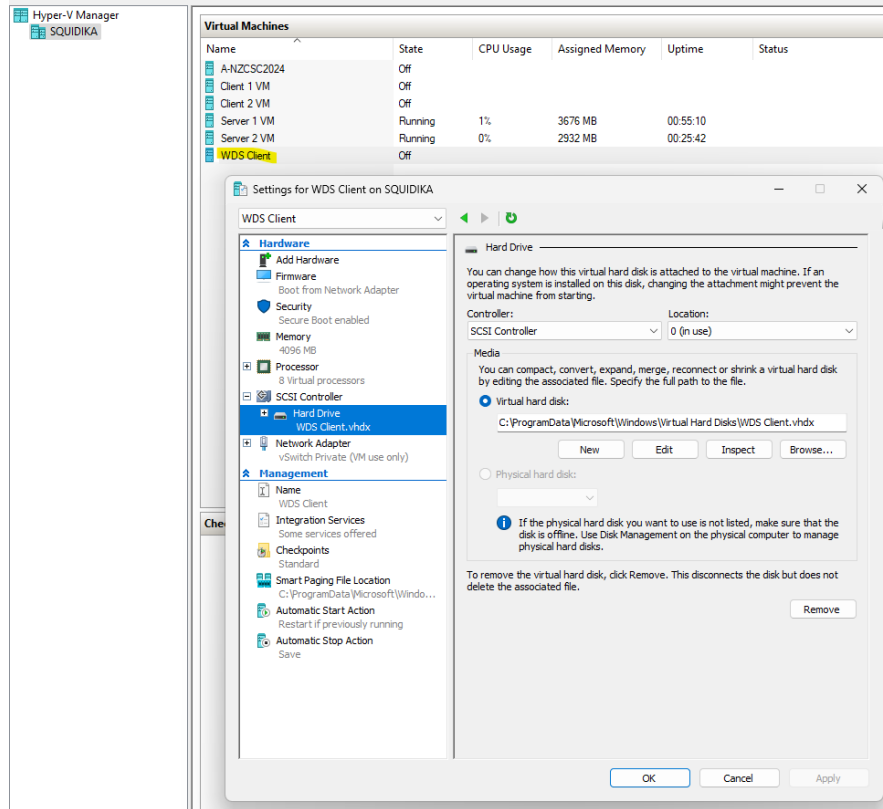 Hyper-V Manager
SQUIDIKA
Virtual Machines
Name State CPU Usage Assigned Memory Uptime Status
A-NZCSC2024 Off
Client 1 VM Off
Client 2 VM Off
Server 1 VM Running 1% 3676 MB 00:55:10
Server 2 VM Running 0% 2932 MB 00:25:42
WDS Client Off
Che
Settings for WDS Client on SQUIDIKA
WDS Client
Hardware
Add Hardware
Firmware
Boot from Network Adapter
Security
Secure Boot enabled
Memory
4096 MB
Processor
8 Virtual processors
SCSI Controller
Hard Drive
WDS Client.vhdx
Network Adapter
vSwitch Private (VM use only)
Management
Name
WDS Client
Integration Services
Some services offered
Checkpoints
Standard
Smart Paging File Location
C:\ProgramData\Microsoft\Windo...
Automatic Start Action
Restart if previously running
Automatic Stop Action
Save
Hard Drive
You can change how this virtual hard disk is attached to the virtual machine. If an
operating system is installed on this disk, changing the attachment might prevent the
virtual machine from starting.
Controller: Location:
SCSI Controller 0 (in use)
Media
You can compact, convert, expand, merge, reconnect or shrink a virtual hard disk
by editing the associated file. Specify the full path to the file.
Virtual hard disk:
C:\ProgramData\Microsoft\Windows\Virtual Hard Disks\WDS Client.vhdx
New Edit Inspect Browse...
Physical hard disk:
If the physical hard disk you want to use is not listed, make sure that the
disk is offline. Use Disk Management on the physical computer to manage
physical hard disks.
To remove the virtual hard disk, click Remove. This disconnects the disk but does not
delete the associated file.
Remove
OK Cancel Apply